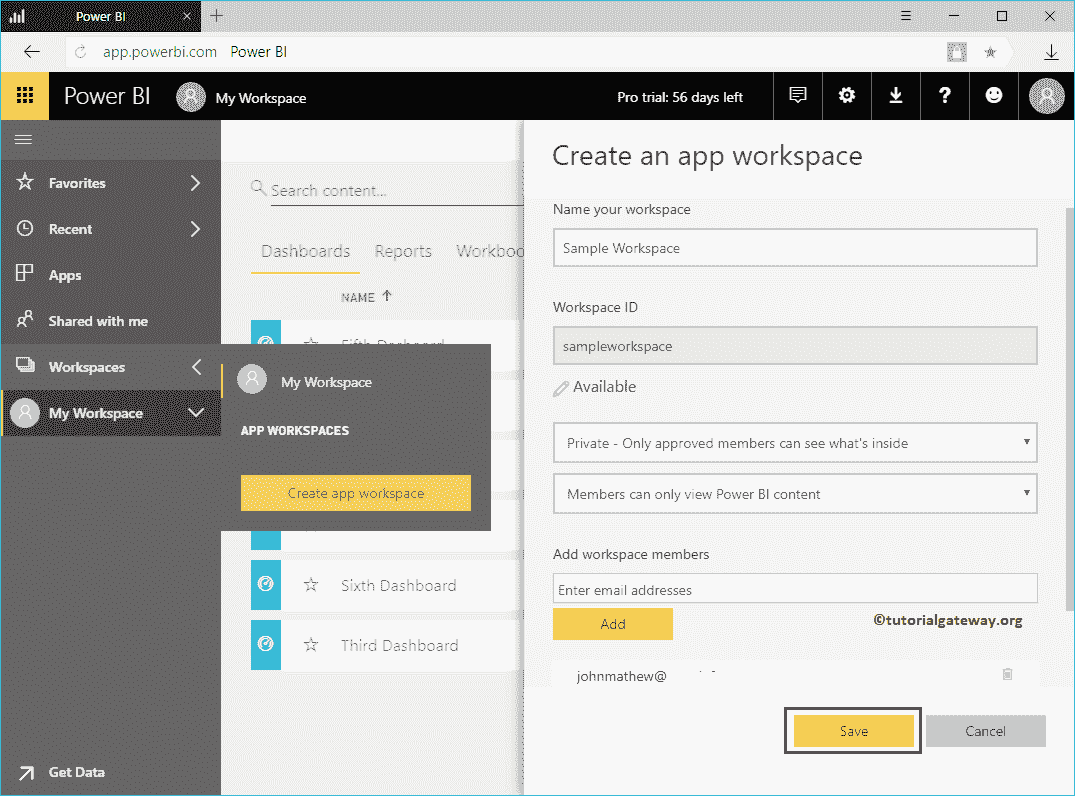 Power BI
app.powerbi.com Power BI
Power BI My Workspace Pro trial: 56 days left
Favorites
Recent
Apps
Shared with me
Workspaces
My Workspace
Get Data
Search content...
Dashboards Reports Workboo
NAME
Fifth Dashboard
My Workspace
APP WORKSPACES
Create app workspace
Sixth Dashboard
Third Dashboard
Create an app workspace
Name your workspace
Sample Workspace
Workspace ID
sampleworkspace
Available
Private - Only approved members can see what's inside
Members can only view Power BI content
Add workspace members
Enter email addresses
Add
©tutorialgateway.org
johnmathew@
Save Cancel